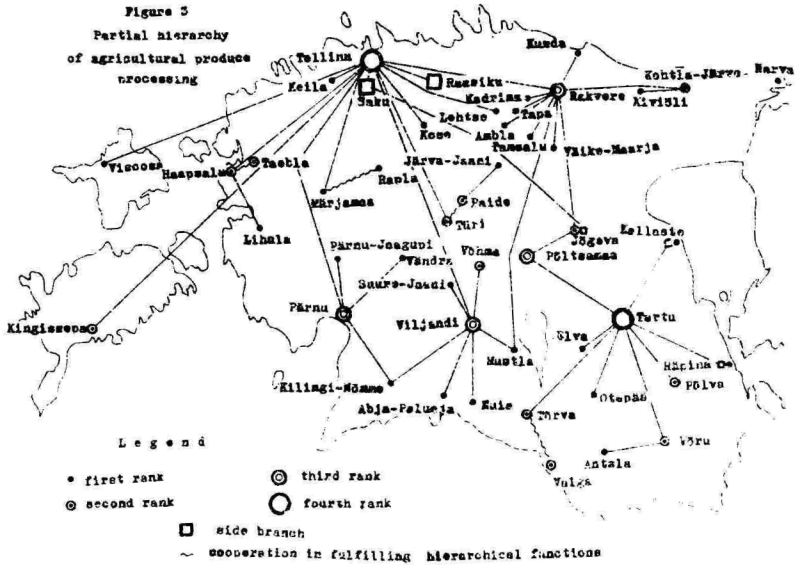 Figure 3
Partial hierarchy
of agricultural produce
processing
Kunda
Tallinn
Kohtla-Järve
Narva
Keila
Raasiku
Kadrina
Rakvere
Kiviõli
Saku
Lehtse
Tapa
Kose
Ambla
Tamsalu
Väike-Maarja
Viscosa
Haapsalu
Taebla
Järva-Jaani
Rapla
Märjamaa
Paide
Türi
Lihula
Jõgeva
Kallaste
Pärnu-Jaagupi
Vändra
Võhma
Põltsamaa
Suure-Jaani
Pärnu
Viljandi
Kingissepa
Tartu
Mustla
Elva
Räpina
Kilingi-Nõmme
Otepää
Põlva
Abja-Paluoja
Nuia
Tõrva
Võru
Antsla
Valga
Legend
first rank
third rank
second rank
fourth rank
side branch
cooperation in fulfilling hierarchical functions